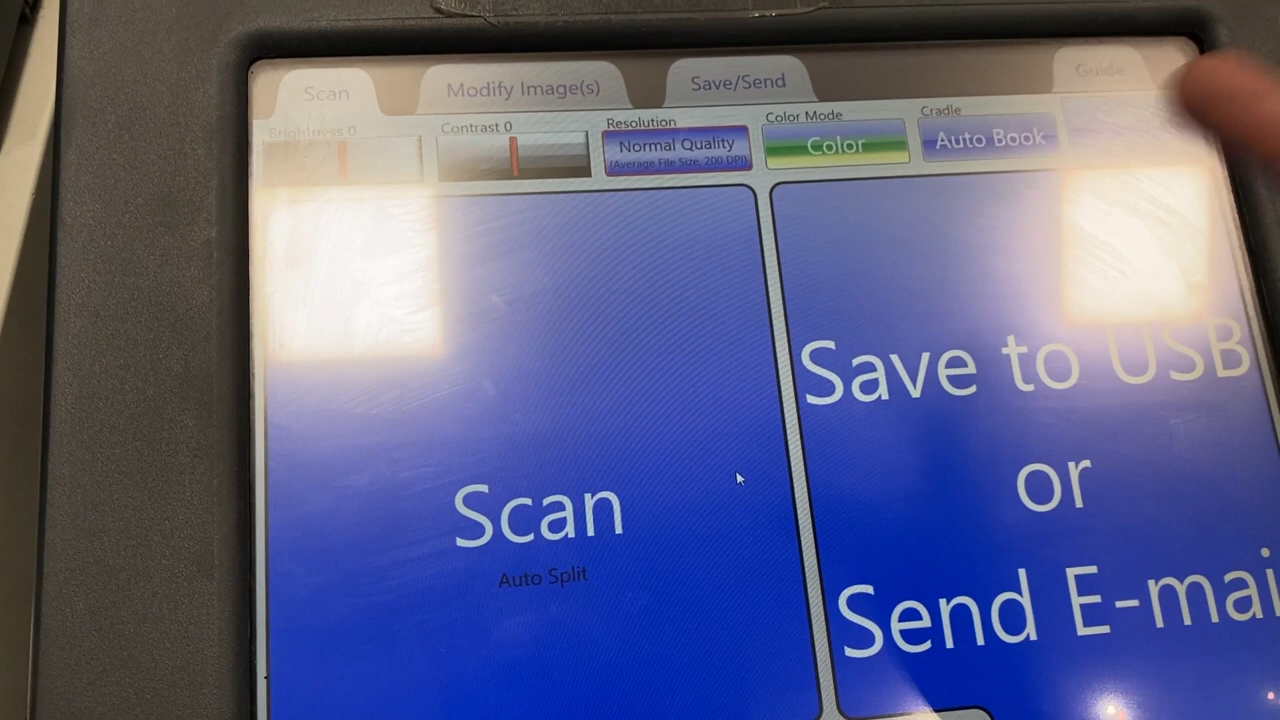 Scan
Modify Image(s)
Save/Send
Guide
Brightness 0
Contrast 0
Resolution
Normal Quality
(Average File Size, 200 DPI)
Color Mode
Color
Cradle
Auto Book
Scan
Auto Split
Save to USB
or
Send E-mai